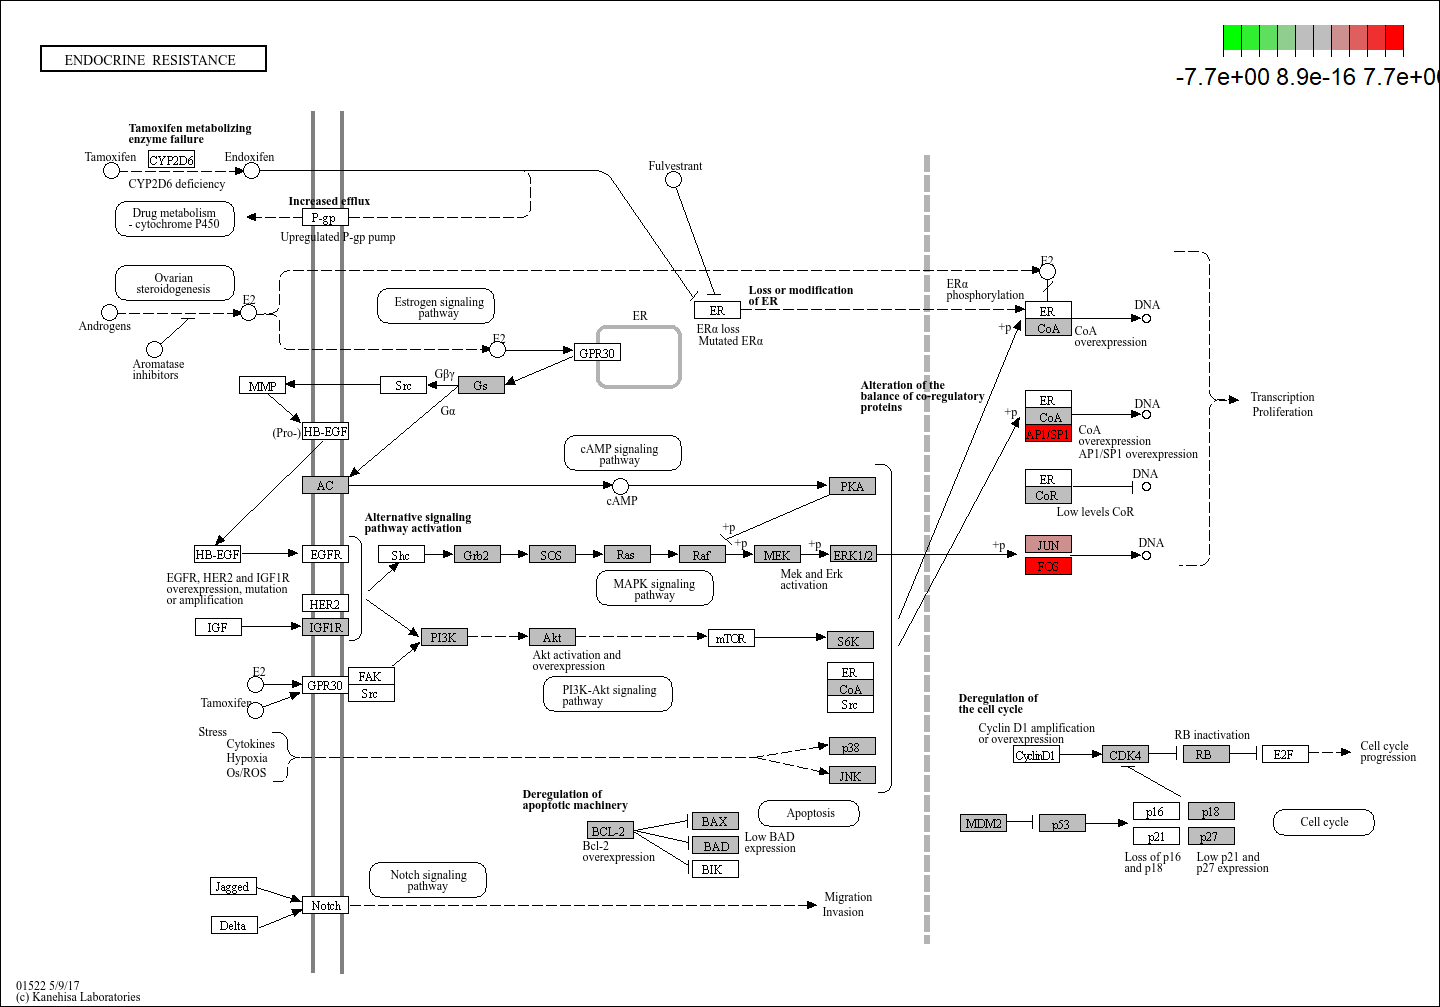 ENDOCRINE RESISTANCE
-7.7e+00 8.9e-16 7.7e+0
Tamoxifen metabolizing
enzyme failure
Tamoxifen
CYP2D6
Endoxifen
CYP2D6 deficiency
Fulvestrant
Increased efflux
Drug metabolism
- cytochrome P450
P-gp
Upregulated P-gp pump
Ovarian
steroidogenesis
E2
Androgens
Aromatase
inhibitors
Estrogen signaling
pathway
E2
ER
GPR30
ER
Loss or modification
of ER
ERα loss
Mutated ERα
ERα
phosphorylation
E2
ER
CoA
+p
DNA
CoA
overexpression
MMP
Src
Gβγ
Gs
Gα
(Pro-)
HB-EGF
Alteration of the
balance of co-regulatory
proteins
+p
ER
CoA
AP1/SP1
DNA
CoA
overexpression
AP1/SP1 overexpression
Transcription
Proliferation
cAMP signaling
pathway
AC
cAMP
PKA
ER
CoR
DNA
Low levels CoR
Alternative signaling
pathway activation
HB-EGF
EGFR
Shc
Grb2
SOS
Ras
+p
Raf
+p
MEK
+p
ERK1/2
+p
JUN
FOS
DNA
EGFR, HER2 and IGF1R
overexpression, mutation
or amplification
MAPK signaling
pathway
Mek and Erk
activation
HER2
IGF
IGF1R
PI3K
Akt
mTOR
S6K
Akt activation and
overexpression
E2
Tamoxifen
GPR30
FAK
Src
PI3K-Akt signaling
pathway
ER
CoA
Src
Stress
Cytokines
Hypoxia
Os/ROS
p38
JNK
Deregulation of
the cell cycle
Cyclin D1 amplification
or overexpression
RB inactivation
CyclinD1
CDK4
RB
E2F
Cell cycle
progression
MDM2
p53
p16
p18
p21
p27
Cell cycle
Loss of p16
and p18
Low p21 and
p27 expression
Deregulation of
apoptotic machinery
BCL-2
Bcl-2
overexpression
BAX
BAD
BIK
Low BAD
expression
Apoptosis
Jagged
Delta
Notch
Notch signaling
pathway
Migration
Invasion
01522 5/9/17
(c) Kanehisa Laboratories